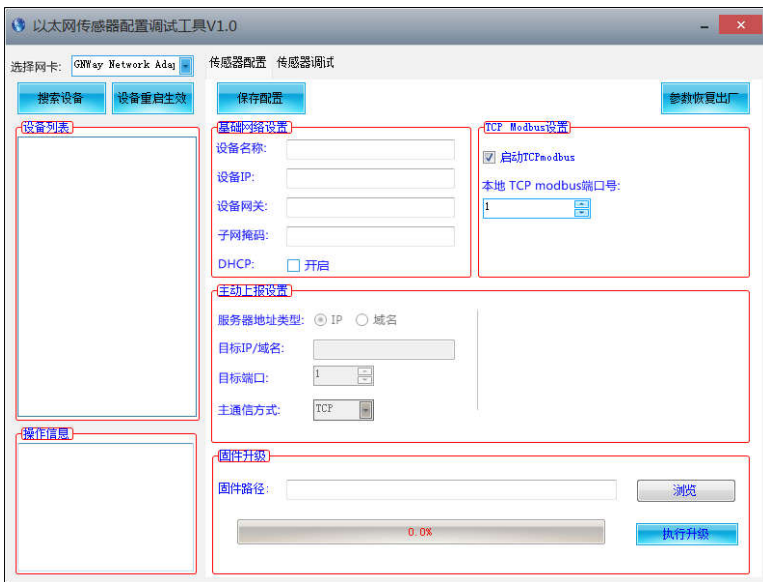 以太网传感器配置调试工具V1.0
选择网卡: GNWay Network Adap
搜索设备 设备重启生效
设备列表
操作信息
传感器配置 传感器调试
保存配置 参数恢复出厂
基础网络设置
设备名称:
设备IP:
设备网关:
子网掩码:
DHCP: 开启
TCP Modbus设置
启动TCPmodbus
本地 TCP modbus端口号:
1
主动上报设置
服务器地址类型: IP 域名
目标IP/域名:
目标端口: 1
主通信方式: TCP
固件升级
固件路径: 浏览
0.0% 执行升级